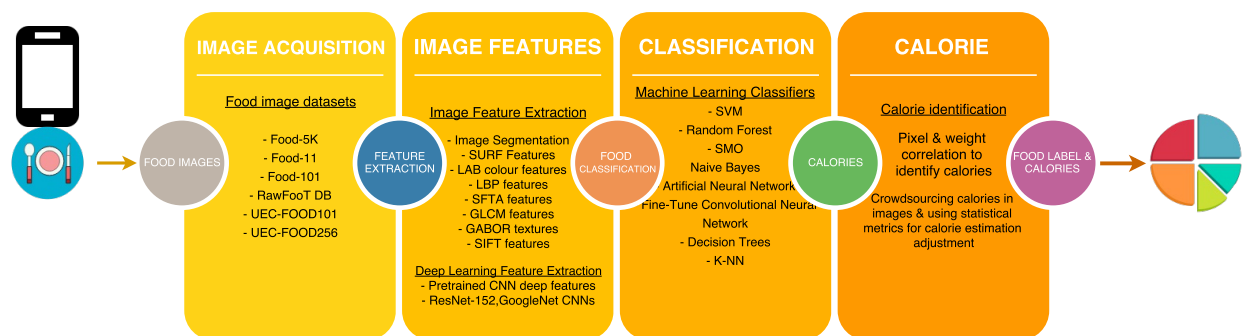 IMAGE ACQUISITION
Food image datasets
- Food-5K
- Food-11
- Food-101
- RawFooT DB
- UEC-FOOD101
- UEC-FOOD256
FOOD IMAGES
IMAGE FEATURES
Image Feature Extraction
- Image Segmentation
- SURF Features
- LAB colour features
- LBP features
- SFTA features
- GLCM features
- GABOR textures
- SIFT features
Deep Learning Feature Extraction
- Pretrained CNN deep features
- ResNet-152,GoogleNet CNNs
FEATURE
EXTRACTION
CLASSIFICATION
Machine Learning Classifiers
- SVM
- Random Forest
- SMO
Naive Bayes
Artificial Neural Network
Fine-Tune Convolutional Neural
Network
- Decision Trees
- K-NN
FOOD
CLASSIFICATION
CALORIE
Calorie identification
Pixel & weight
correlation to
identify calories
Crowdsourcing calories in
images & using statistical
metrics for calorie estimation
adjustment
CALORIES
FOOD LABEL &
CALORIES